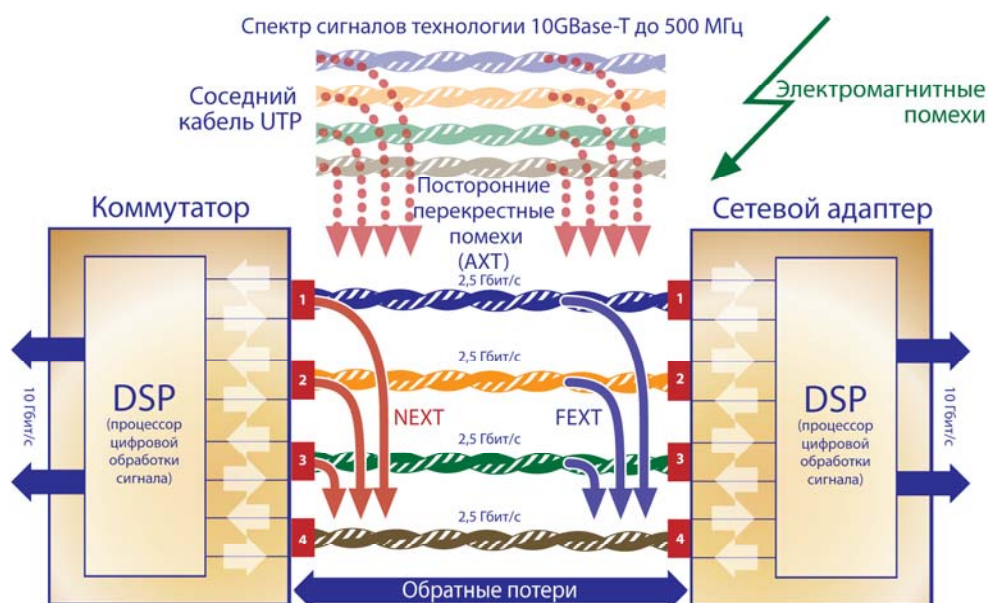 Спектр сигналов технологии 10GBase-T до 500 МГц
Соседний
кабель UTP
Электромагнитные
помехи
Посторонние
перекрестные
помехи
(AXT)
Коммутатор
Сетевой адаптер
2,5 Гбит/с
1
1
2,5 Гбит/с
2
2
NEXT
FEXT
2,5 Гбит/с
3
3
2,5 Гбит/с
4
4
10 Гбит/с
DSP
(процессор
цифровой
обработки
сигнала)
DSP
(процессор
цифровой
обработки
сигнала)
10 Гбит/с
Обратные потери